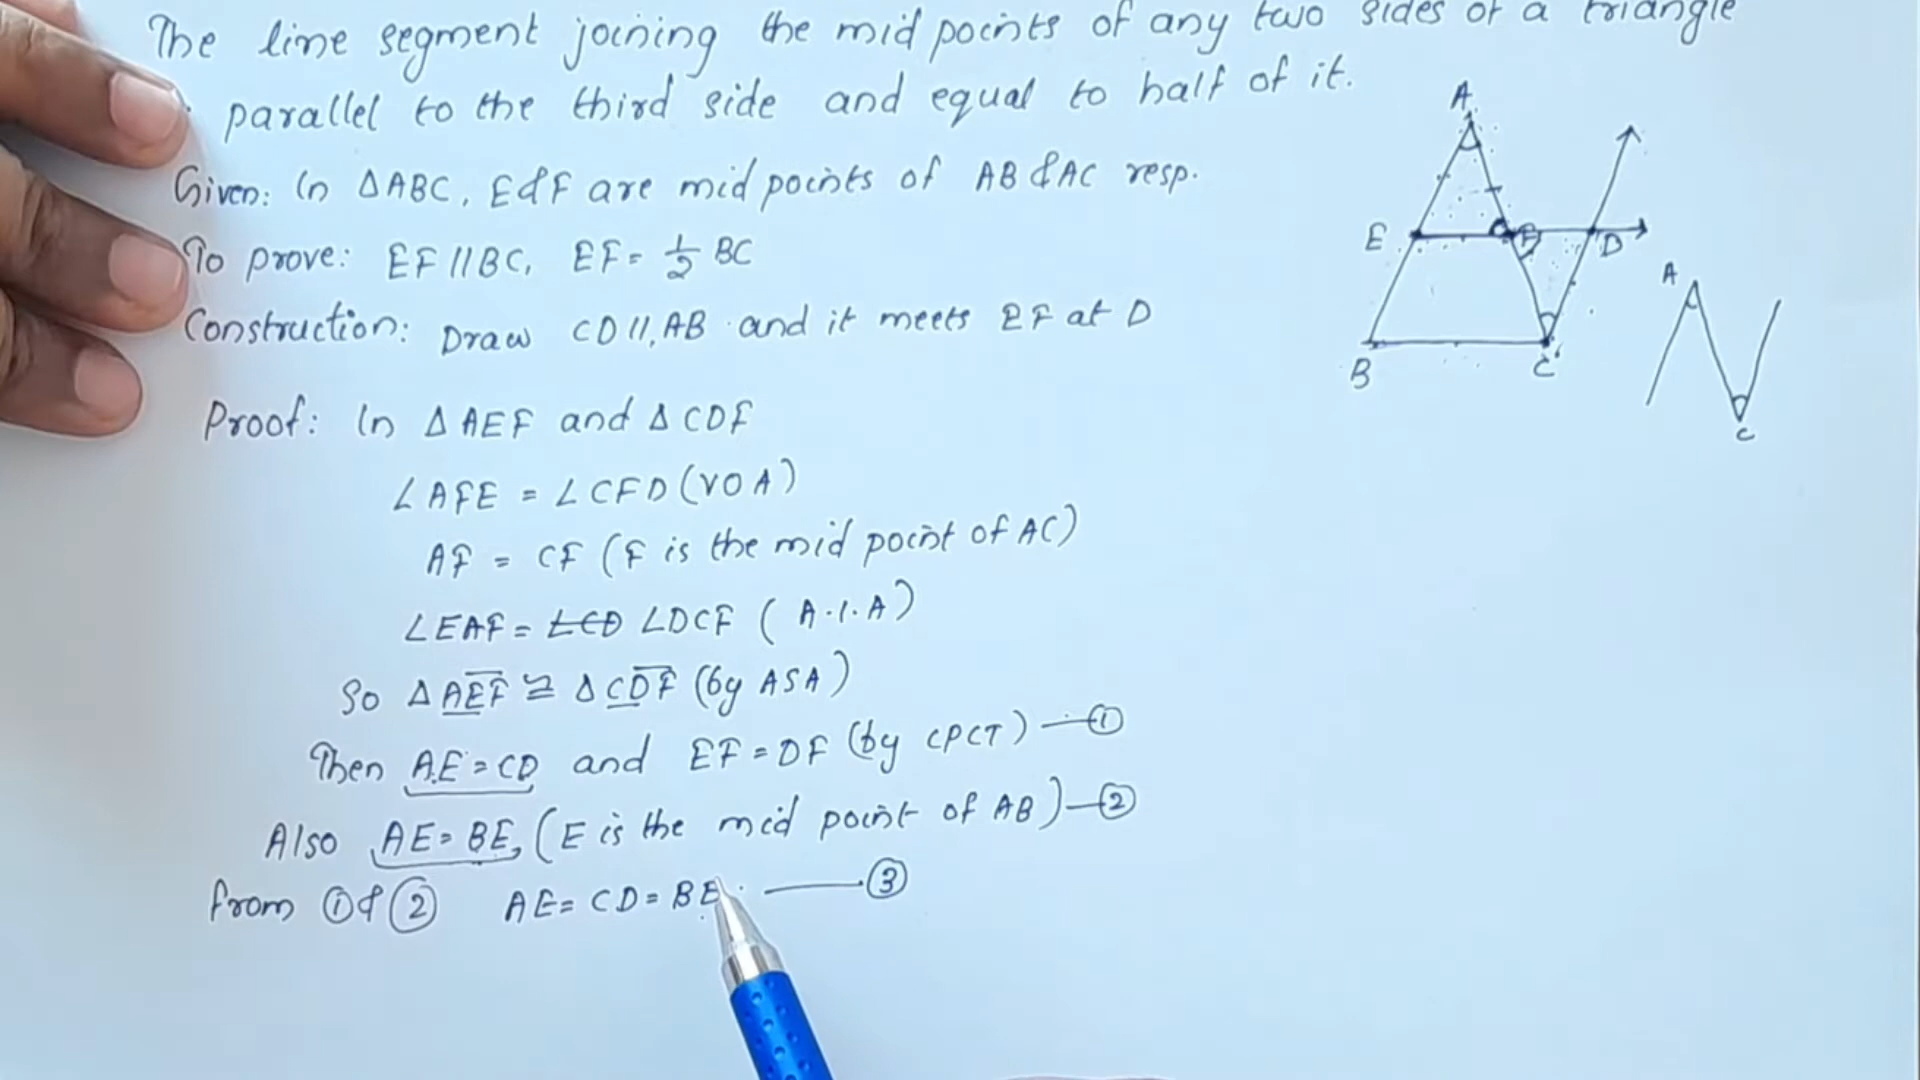 The line segment joining the mid points of any two sides of a triangle
parallel to the third side and equal to half of it.
Given: In ΔABC, E & F are mid points of AB & AC resp.
To prove: EF // BC, EF = 1/2 BC
Construction: Draw CD // AB and it meets EF at D
Proof: In Δ AEF and Δ CDF
∠AFE = ∠CFD (VOA)
AF = CF (F is the mid point of AC)
∠EAF = ∠CD ∠DCF ( A.I.A)
So Δ AEF ≅ Δ CDF (by ASA)
Then AE = CD and EF = DF (by CPCT) — ①
Also AE = BE, (E is the mid point of AB) — ②
from ① & ② AE = CD = BE — ③
A
E F D
B C
A
C